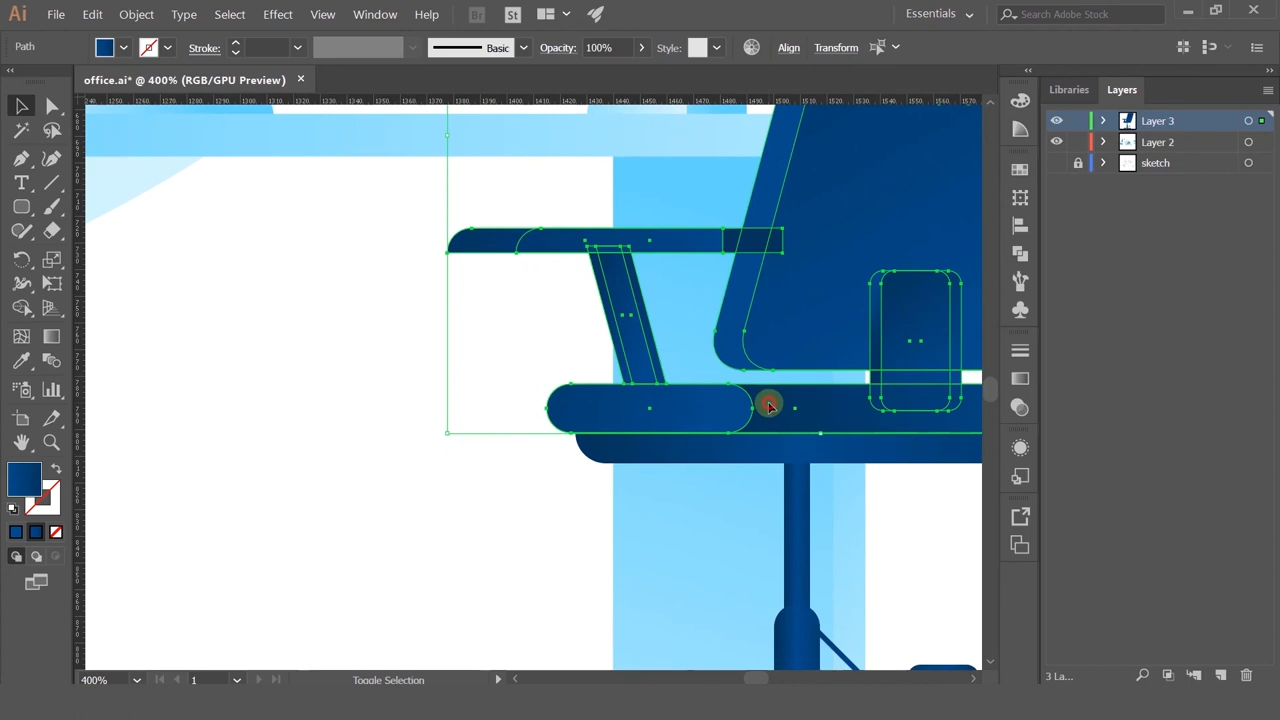 Ai File Edit Object Type Select Effect View Window Help Br St Essentials Search Adobe Stock
Path Stroke: Basic Opacity: 100% Style: Align Transform
office.ai* @ 400% (RGB/GPU Preview) × Libraries Layers
Layer 3
Layer 2
sketch
400% 1 Toggle Selection 3 La...